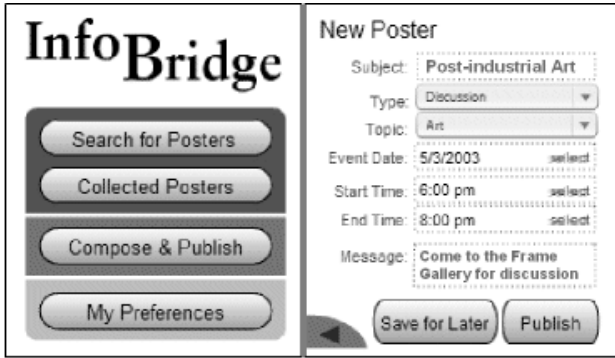 InfoBridge
Search for Posters
Collected Posters
Compose & Publish
My Preferences
New Poster
Subject: Post-industrial Art
Type: Discussion
Topic: Art
Event Date: 5/3/2003 select
Start Time: 6:00 pm select
End Time: 8:00 pm select
Message: Come to the Frame
Gallery for discussion
Save for Later Publish